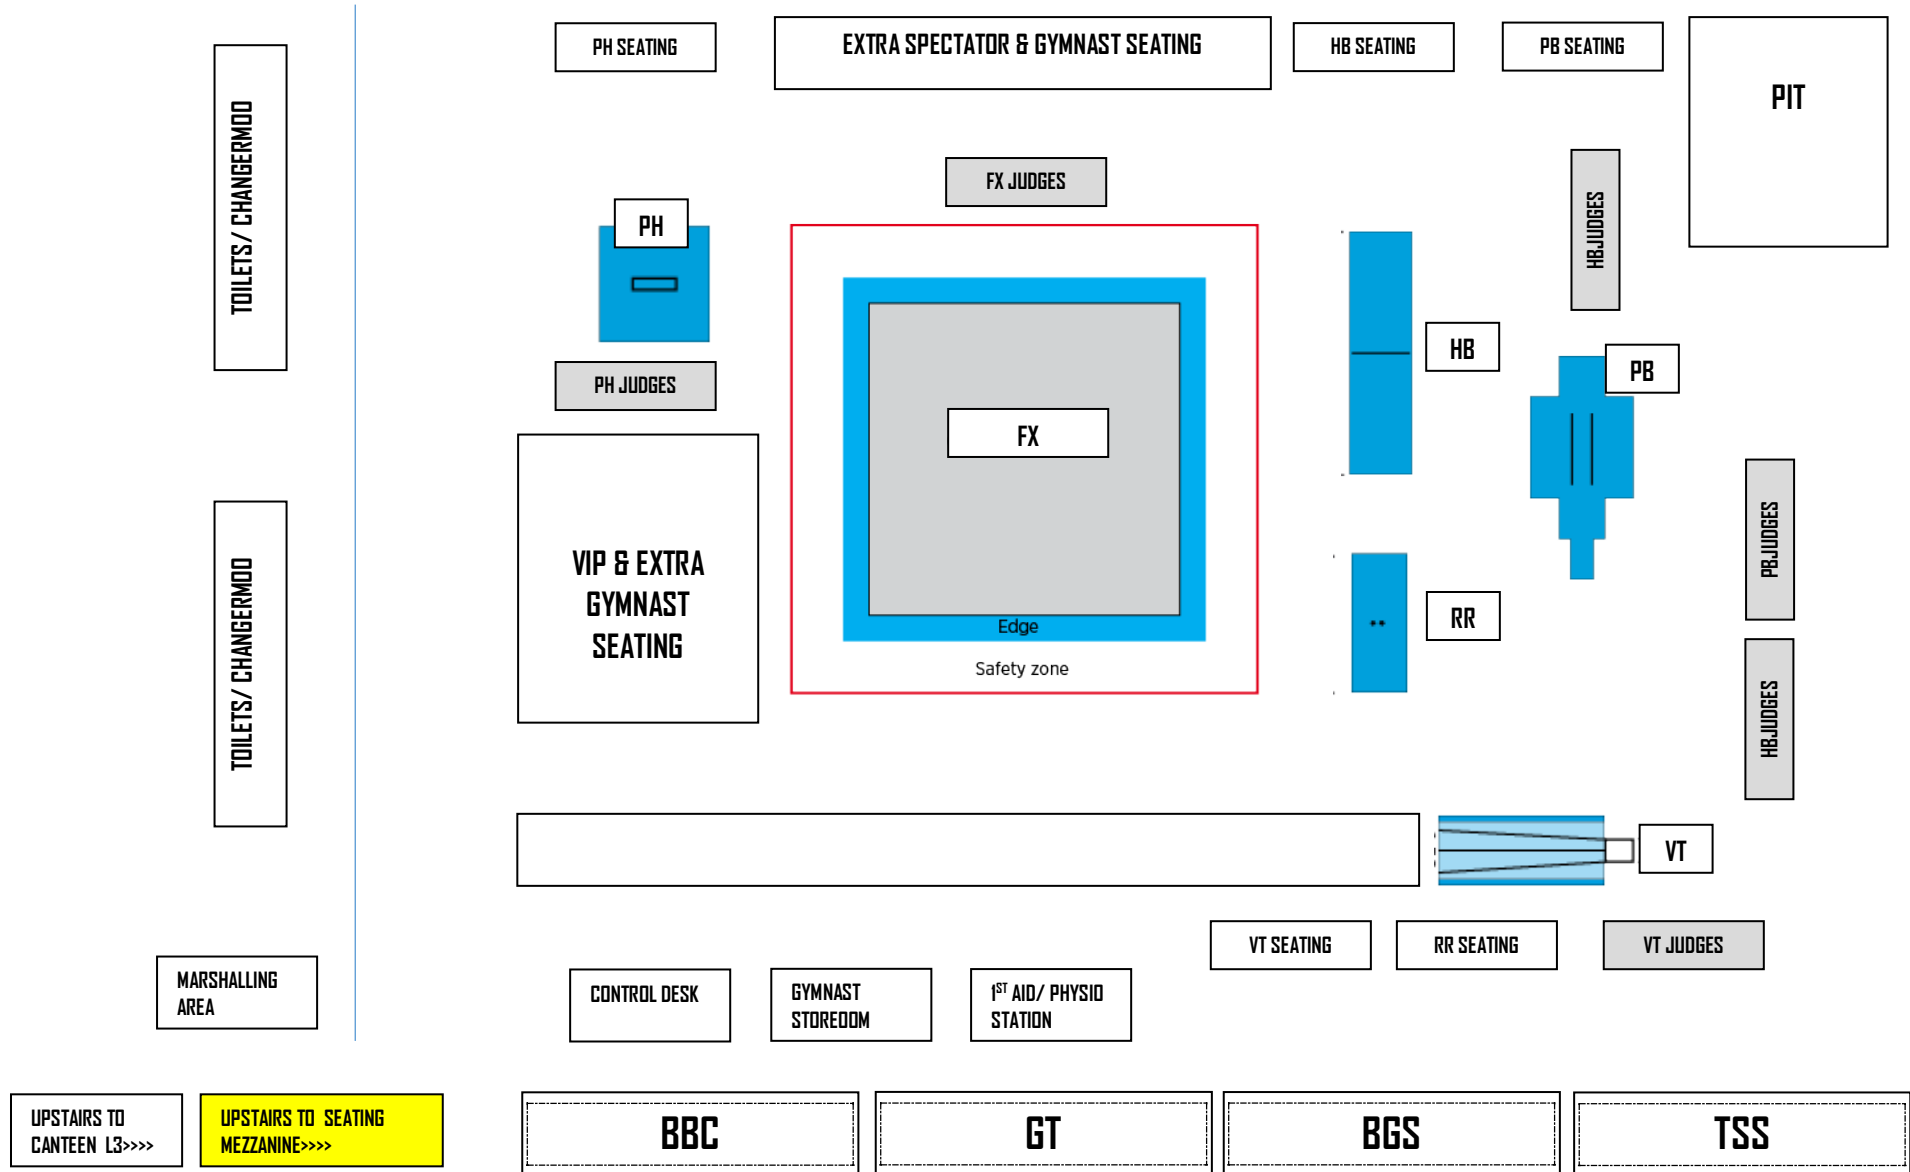 PH SEATING
EXTRA SPECTATOR & GYMNAST SEATING
HB SEATING
PB SEATING
PIT
TOILETS/ CHANGERMOO
FX JUDGES
HBJUDGES
PH
HB
PB
PH JUDGES
FX
VIP & EXTRA
GYMNAST
SEATING
TOILETS/ CHANGERMOO
PBJUDGES
RR
Edge
Safety zone
HBJUDGES
VT
VT SEATING
RR SEATING
VT JUDGES
MARSHALLING
AREA
CONTROL DESK
GYMNAST
STOREOOM
1ST AID/ PHYSIO
STATION
UPSTAIRS TO
CANTEEN L3>>>>
UPSTAIRS TO SEATING
MEZZANINE>>>>
BBC
GT
BGS
TSS